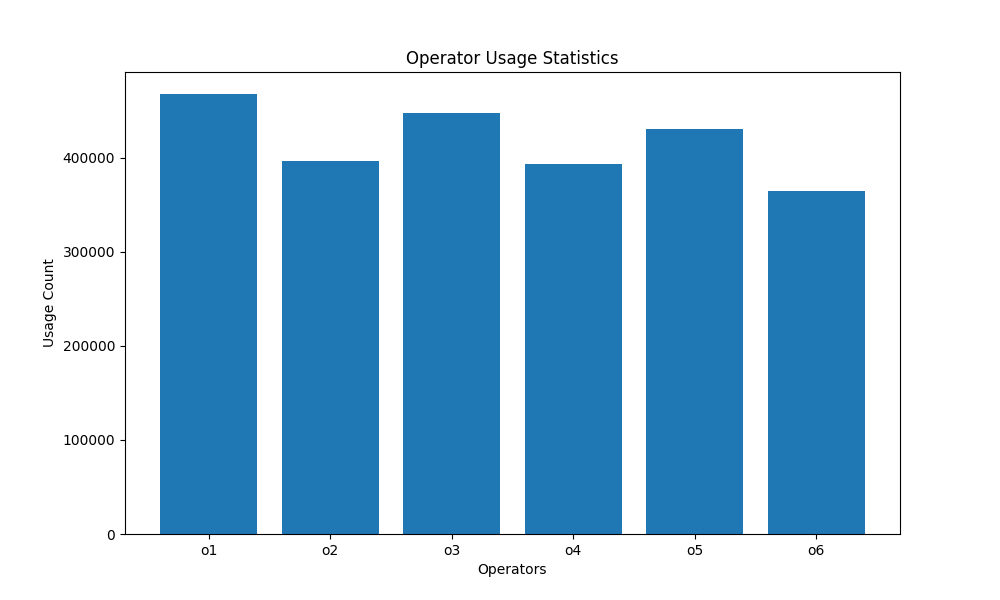 Operator Usage Statistics
400000
300000
200000
100000
0
Usage Count
o1 o2 o3 o4 o5 o6
Operators